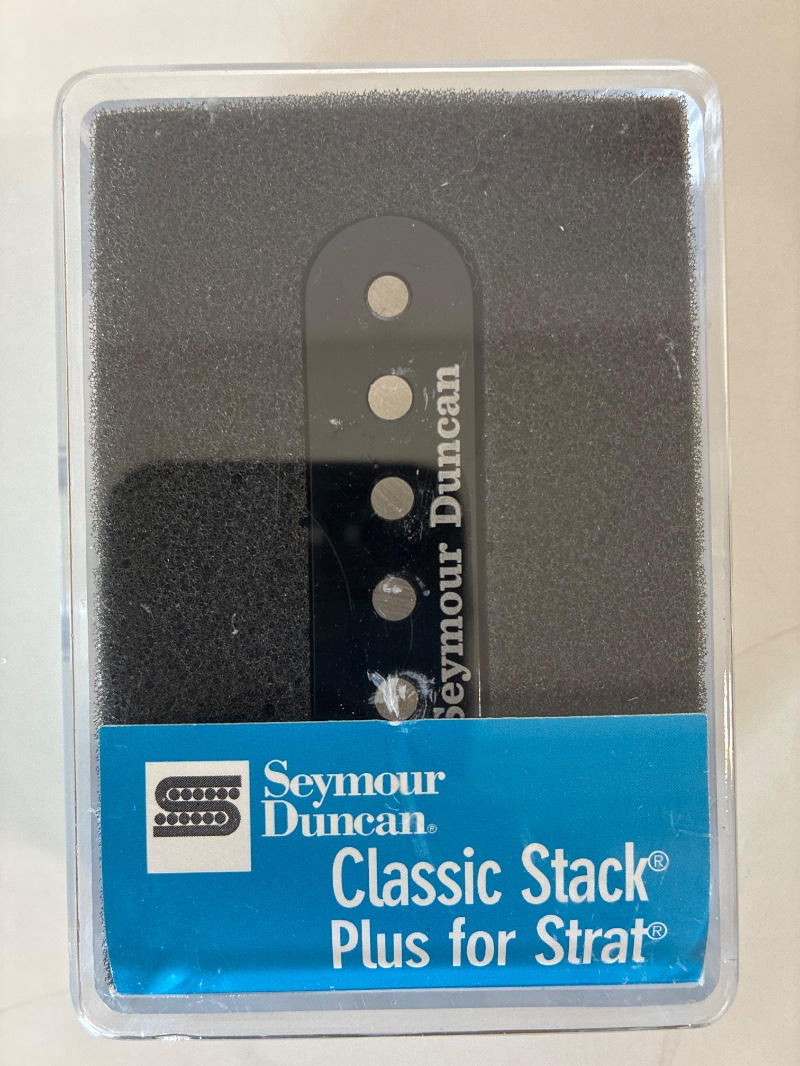 Seymour Duncan
Seymour
Duncan®
Classic Stack®
Plus for Strat®